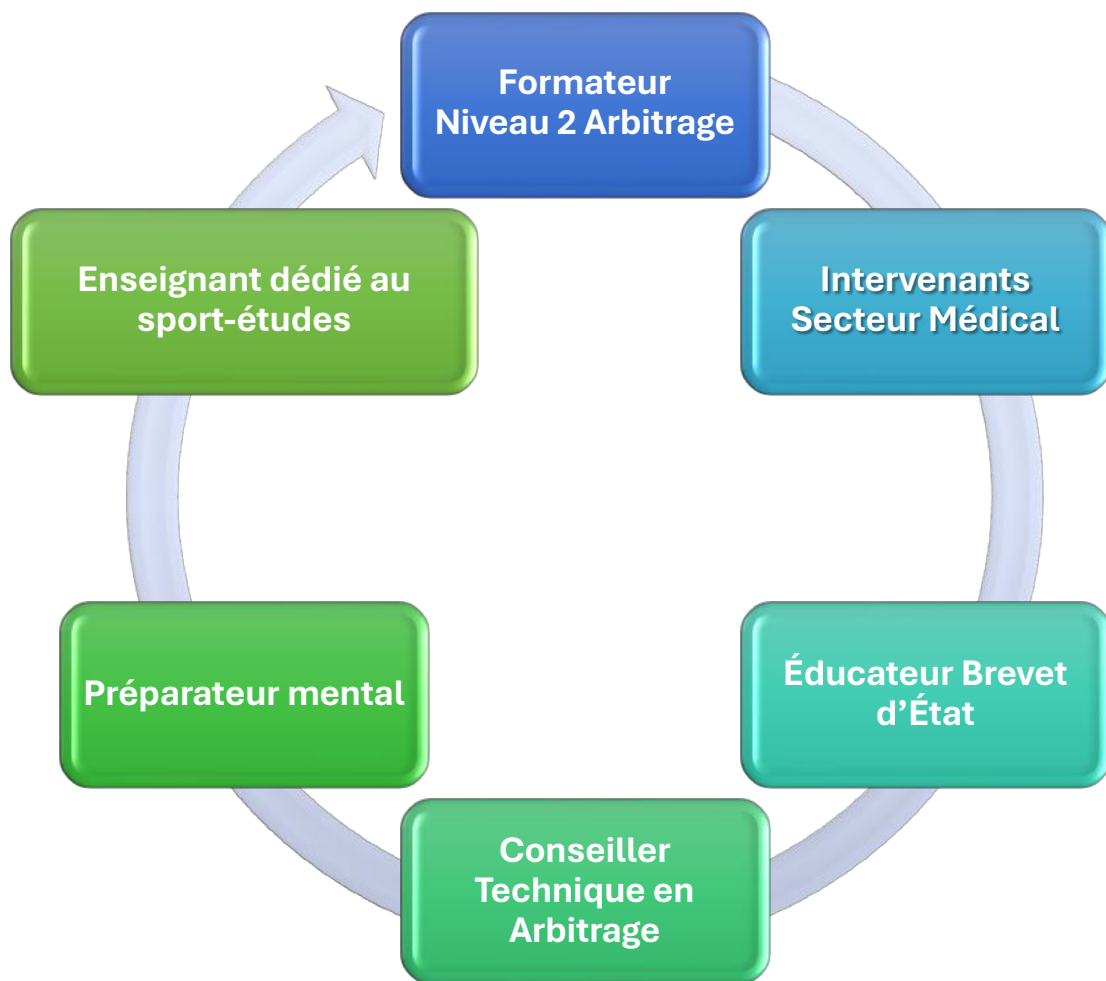 Formateur
Niveau 2 Arbitrage
Intervenants
Secteur Médical
Éducateur Brevet
d’État
Conseiller
Technique en
Arbitrage
Préparateur mental
Enseignant dédié au
sport-études